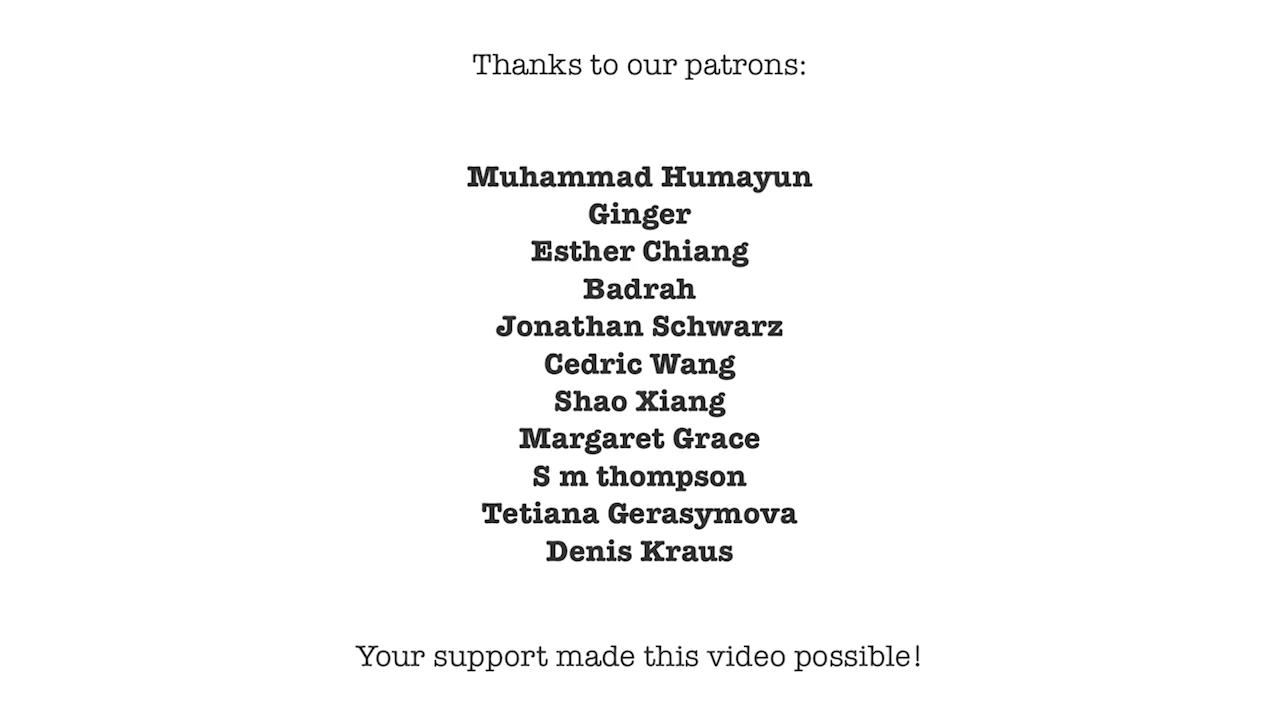 Thanks to our patrons:
Muhammad Humayun
Ginger
Esther Chiang
Badrah
Jonathan Schwarz
Cedric Wang
Shao Xiang
Margaret Grace
S m thompson
Tetiana Gerasymova
Denis Kraus
Your support made this video possible!